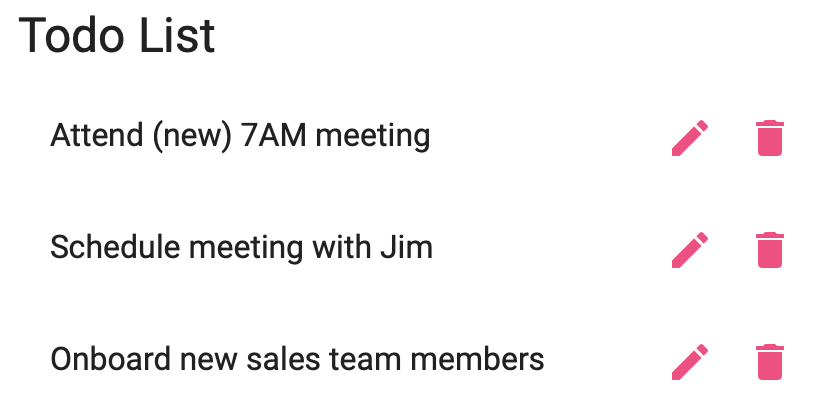 Todo List
Attend (new) 7AM meeting
Schedule meeting with Jim
Onboard new sales team members